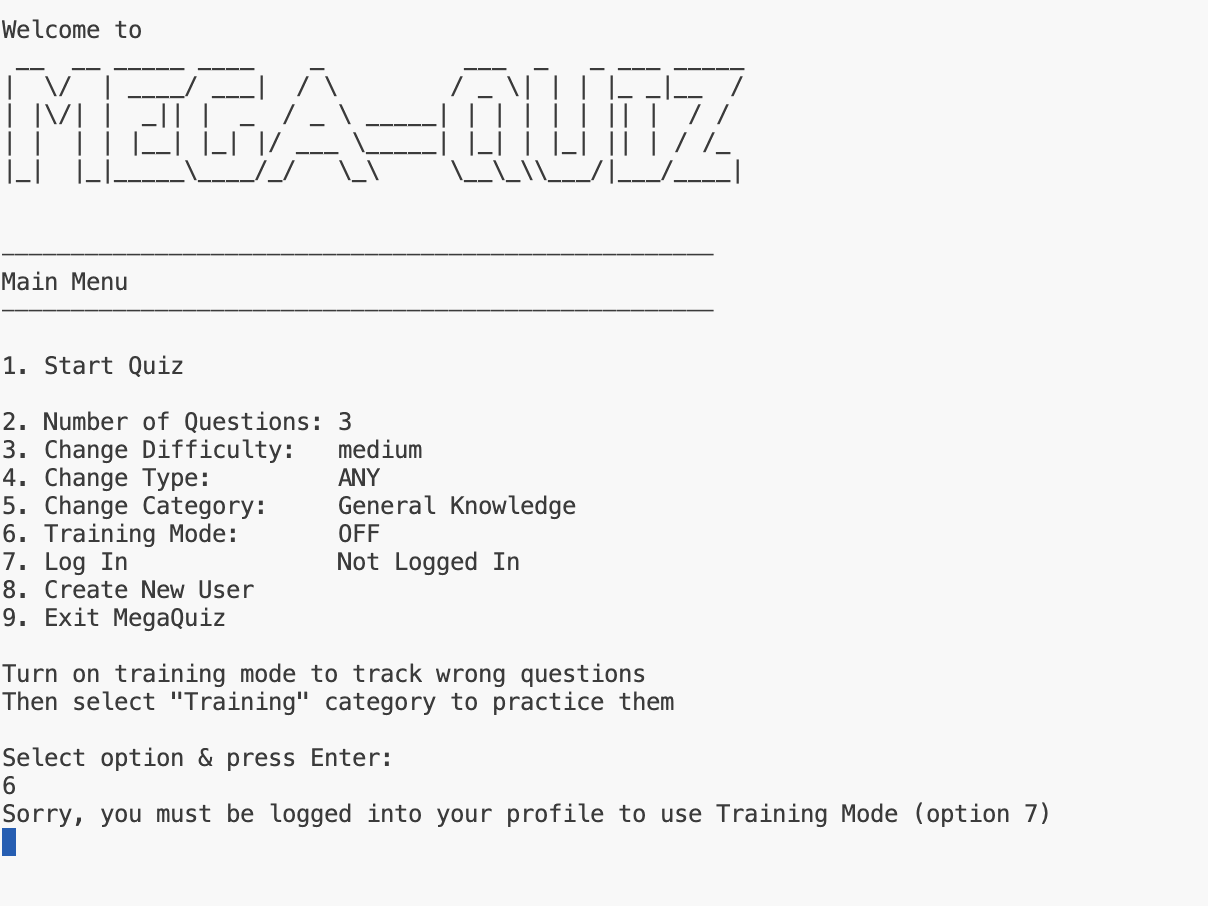 Welcome to
MEGA-QUIZ
Main Menu
1. Start Quiz
2. Number of Questions: 3
3. Change Difficulty:   medium
4. Change Type:         ANY
5. Change Category:     General Knowledge
6. Training Mode:       OFF
7. Log In               Not Logged In
8. Create New User
9. Exit MegaQuiz
Turn on training mode to track wrong questions
Then select "Training" category to practice them
Select option & press Enter:
6
Sorry, you must be logged into your profile to use Training Mode (option 7)